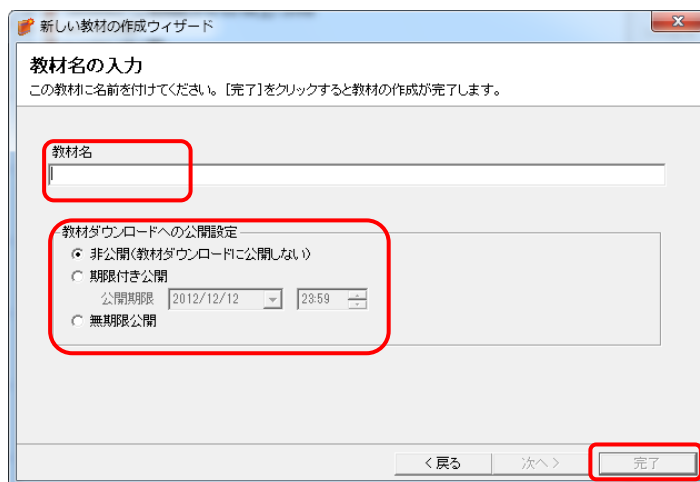 新しい教材の作成ウィザード
教材名の入力
この教材に名前を付けてください。[完了]をクリックすると教材の作成が完了します。
教材名
教材ダウンロードへの公開設定
非公開(教材ダウンロードに公開しない)
期限付き公開
公開期限 2012/12/12 23:59
無期限公開
<戻る 次へ> 完了